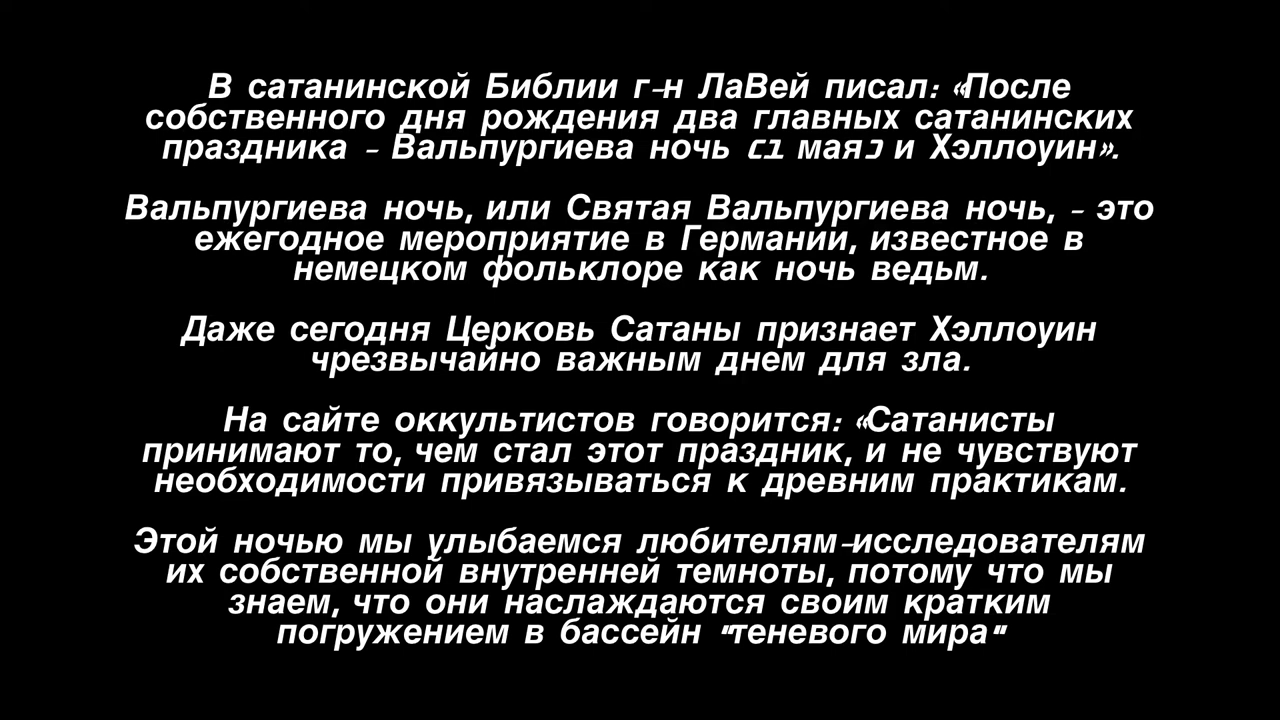 В сатанинской Библии г-н ЛаВей писал: «После
собственного дня рождения два главных сатанинских
праздника - Вальпургиева ночь [1 мая] и Хэллоуин».
Вальпургиева ночь, или Святая Вальпургиева ночь, - это
ежегодное мероприятие в Германии, известное в
немецком фольклоре как ночь ведьм.
Даже сегодня Церковь Сатаны признает Хэллоуин
чрезвычайно важным днем для зла.
На сайте оккультистов говорится: «Сатанисты
принимают то, чем стал этот праздник, и не чувствуют
необходимости привязываться к древним практикам.
Этой ночью мы улыбаемся любителям-исследователям
их собственной внутренней темноты, потому что мы
знаем, что они наслаждаются своим кратким
погружением в бассейн "теневого мира"